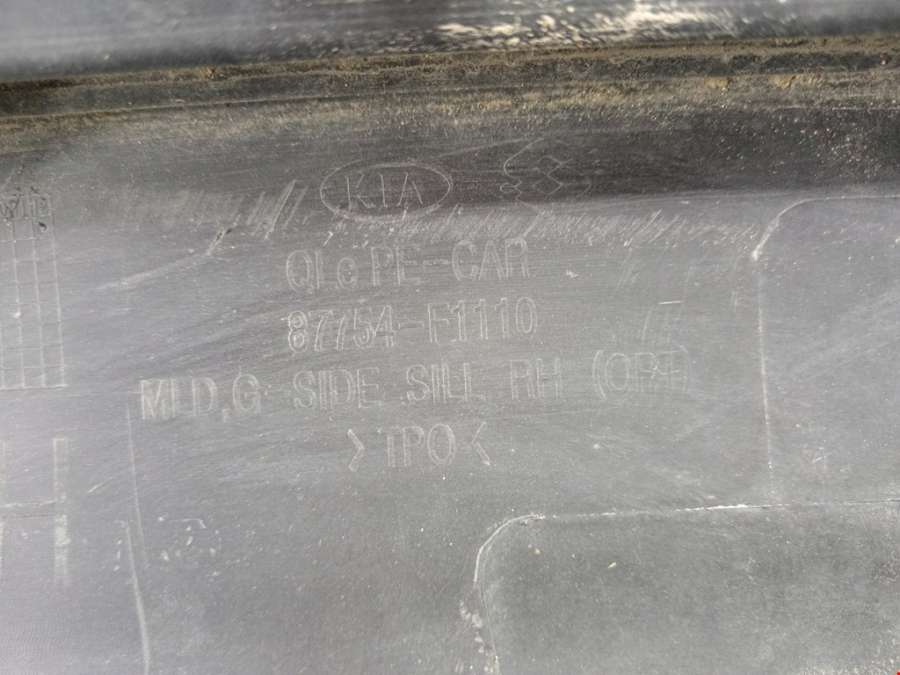 KIA
QLe PE-CAR
87754-F1110
MLD,G-SIDE SILL RH (OPT)
>TPO<